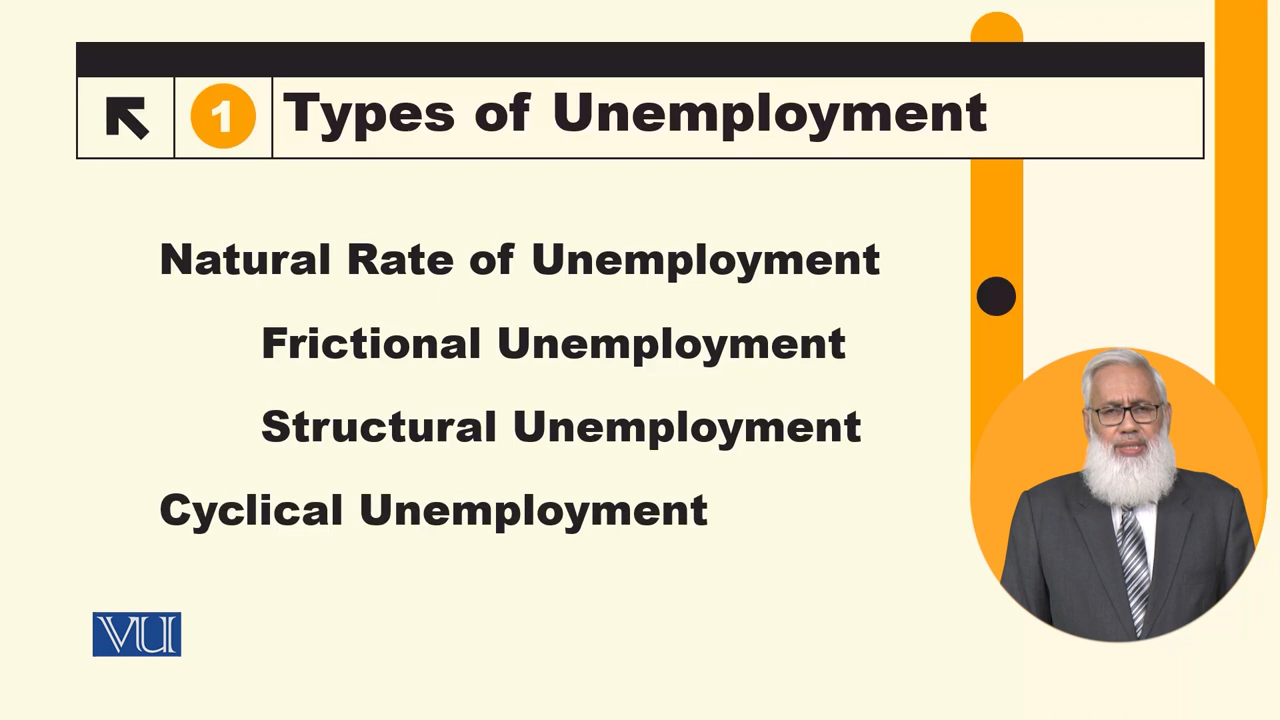 1
Types of Unemployment
Natural Rate of Unemployment
Frictional Unemployment
Structural Unemployment
Cyclical Unemployment
VU